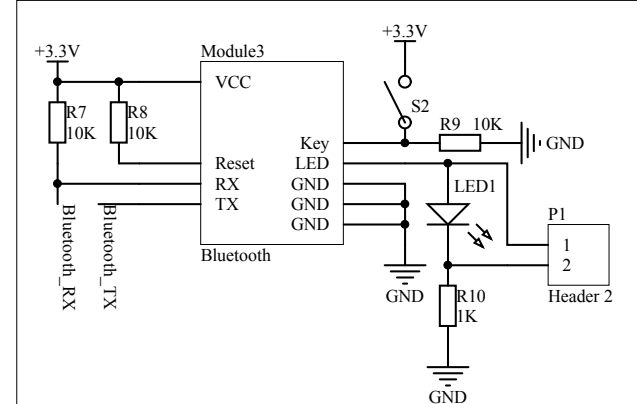 +3.3V
Module3
+3.3V
VCC
R7
10K
R8
10K
S2
R9 10K
Key
GND
Reset
LED
RX
GND
LED1
TX
GND
GND
P1
Bluetooth_RX
Bluetooth_TX
Bluetooth
1
2
GND
R10
1K
Header 2
GND